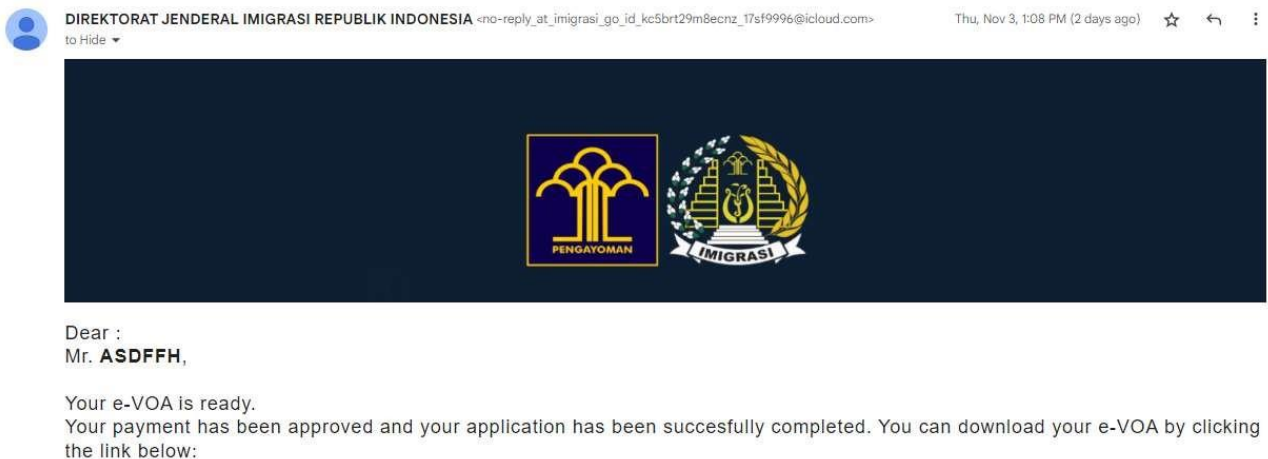 DIREKTORAT JENDERAL IMIGRASI REPUBLIK INDONESIA <no-reply_at_imigrasi_go_id_kc5brt29m8ecnz_17sf9996@icloud.com> Thu, Nov 3, 1:08 PM (2 days ago)
to Hide
PENGAYOMAN
IMIGRASI
Dear :
Mr. ASDFFH,
Your e-VOA is ready.
Your payment has been approved and your application has been succesfully completed. You can download your e-VOA by clicking
the link below: